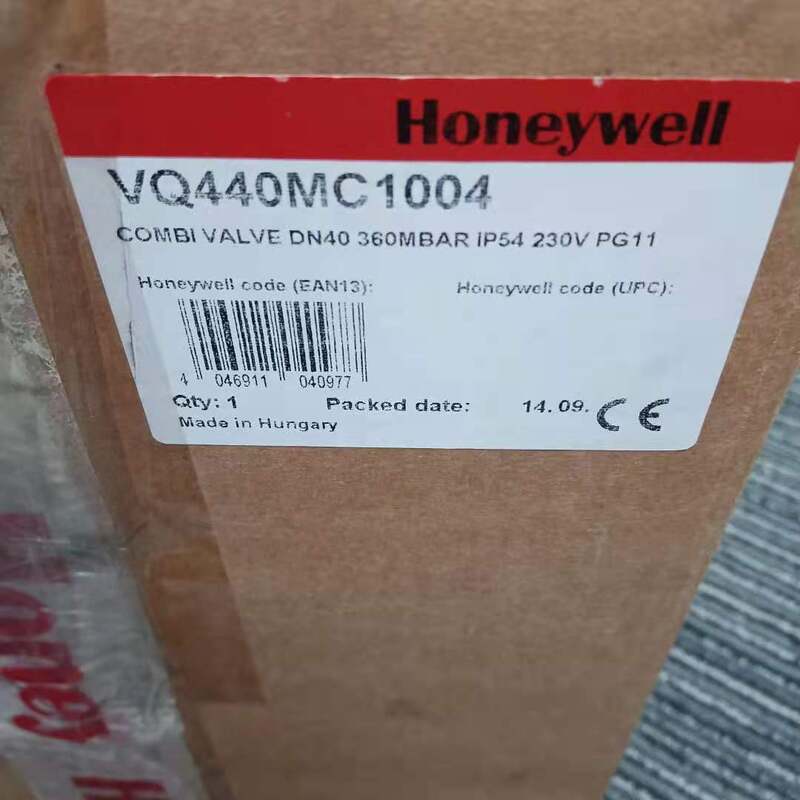 Honeywell
VQ440MC1004
COMBI VALVE DN40 360MBAR IP54 230V PG11
Honeywell code (EAN13): Honeywell code (UPC):
4 046911 040977
Qty: 1 Packed date: 14.09. CE
Made in Hungary
Honey H